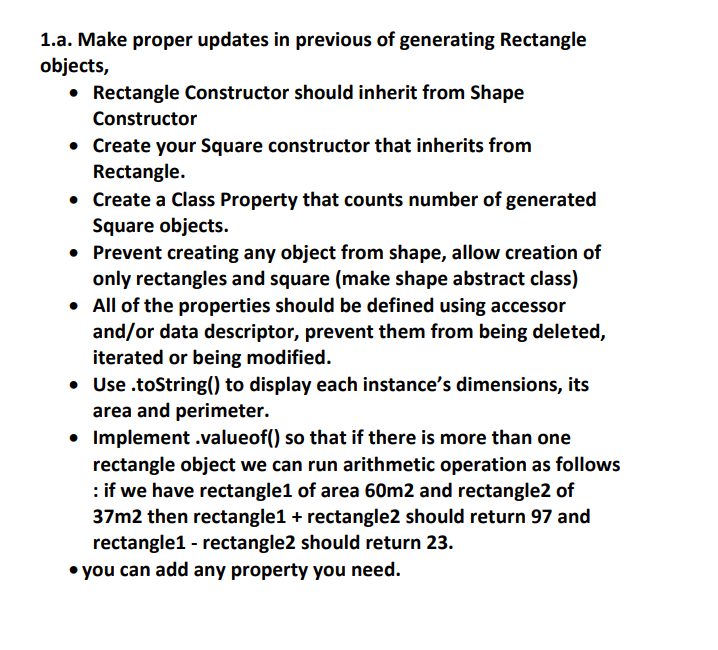 1.a. Make proper updates in previous of generating Rectangle
objects,
• Rectangle Constructor should inherit from Shape
Constructor
• Create your Square constructor that inherits from
Rectangle.
• Create a Class Property that counts number of generated
Square objects.
• Prevent creating any object from shape, allow creation of
only rectangles and square (make shape abstract class)
• All of the properties should be defined using accessor
and/or data descriptor, prevent them from being deleted,
iterated or being modified.
• Use .toString() to display each instance’s dimensions, its
area and perimeter.
• Implement .valueof() so that if there is more than one
rectangle object we can run arithmetic operation as follows
: if we have rectangle1 of area 60m2 and rectangle2 of
37m2 then rectangle1 + rectangle2 should return 97 and
rectangle1 - rectangle2 should return 23.
• you can add any property you need.